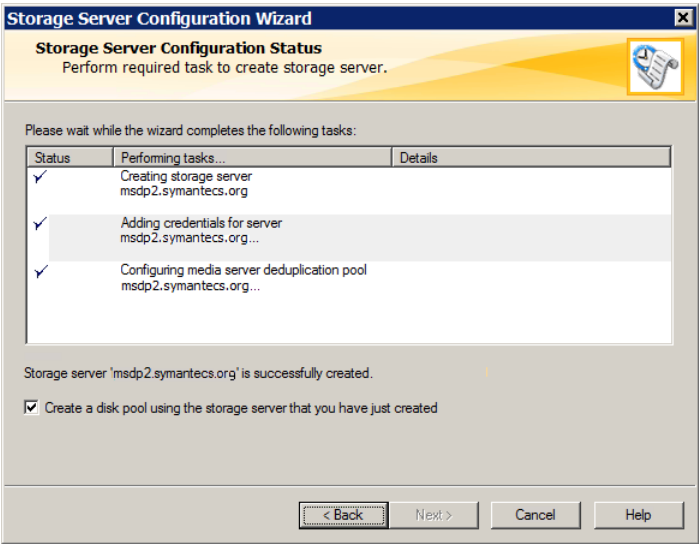 Storage Server Configuration Wizard
Storage Server Configuration Status
Perform required task to create storage server.
Please wait while the wizard completes the following tasks:
Status Performing tasks... Details
Creating storage server
msdp2.symantecs.org
Adding credentials for server
msdp2.symantecs.org...
Configuring media server deduplication pool
msdp2.symantecs.org...
Storage server 'msdp2.symantecs.org' is successfully created.
Create a disk pool using the storage server that you have just created
< Back Next > Cancel Help